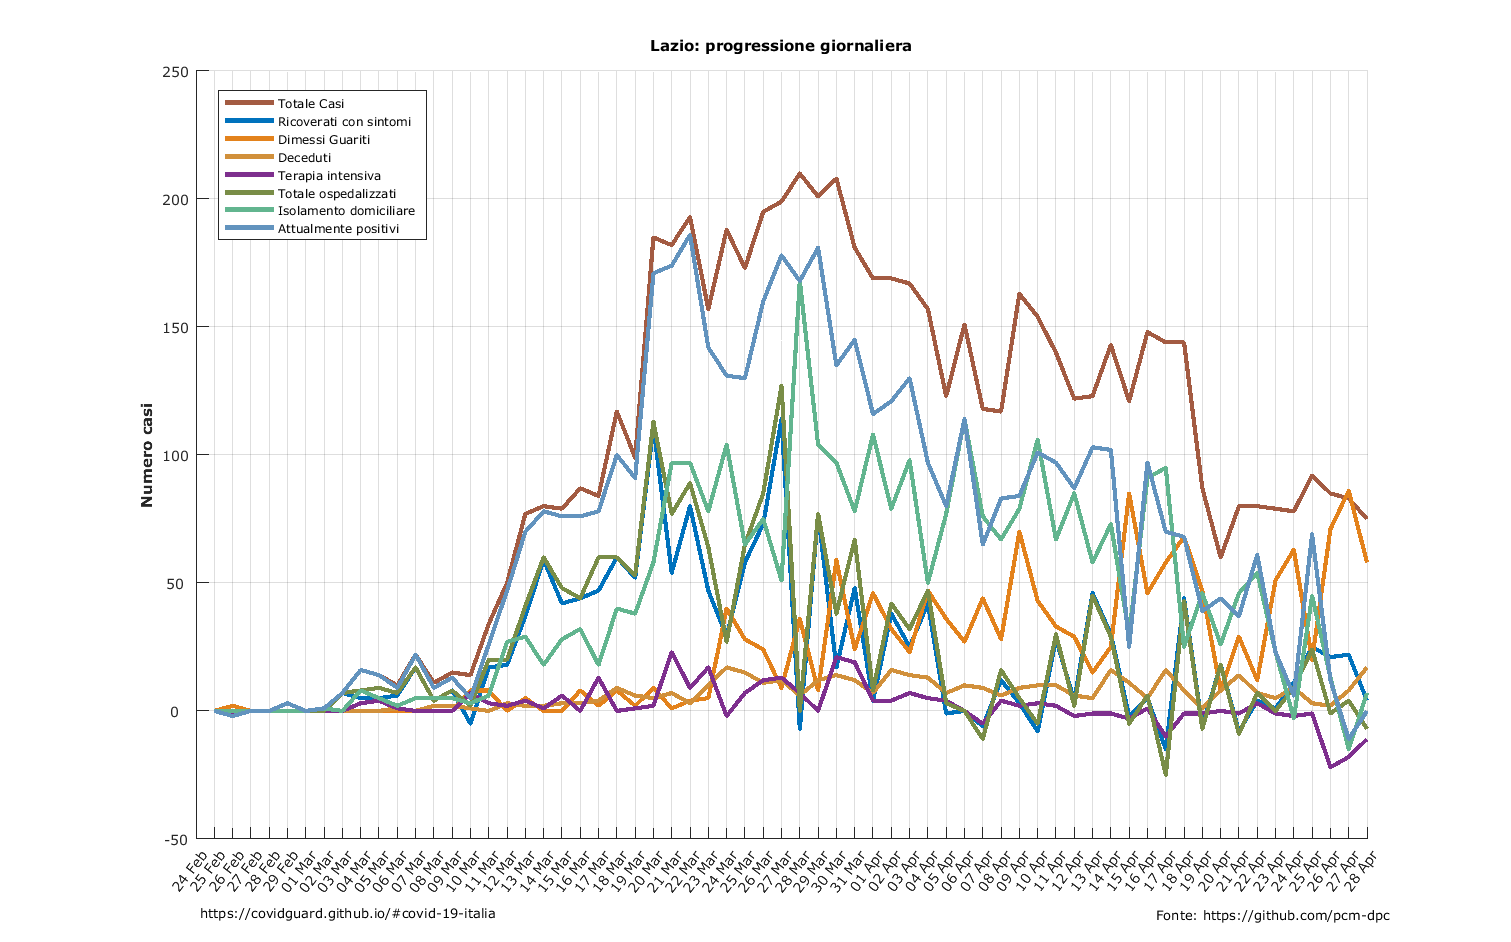 Lazio: progressione giornaliera
250
200
150
100
50
0
-50
Numero casi
Totale Casi
Ricoverati con sintomi
Dimessi Guariti
Deceduti
Terapia intensiva
Totale ospedalizzati
Isolamento domiciliare
Attualmente positivi
24 Feb
25 Feb
26 Feb
27 Feb
28 Feb
29 Feb
01 Mar
02 Mar
03 Mar
04 Mar
05 Mar
06 Mar
07 Mar
08 Mar
09 Mar
10 Mar
11 Mar
12 Mar
13 Mar
14 Mar
15 Mar
16 Mar
17 Mar
18 Mar
19 Mar
20 Mar
21 Mar
22 Mar
23 Mar
24 Mar
25 Mar
26 Mar
27 Mar
28 Mar
29 Mar
30 Mar
31 Mar
01 Apr
02 Apr
03 Apr
04 Apr
05 Apr
06 Apr
07 Apr
08 Apr
09 Apr
10 Apr
11 Apr
12 Apr
13 Apr
14 Apr
15 Apr
16 Apr
17 Apr
18 Apr
19 Apr
20 Apr
21 Apr
22 Apr
23 Apr
24 Apr
25 Apr
26 Apr
27 Apr
28 Apr
https://covidguard.github.io/#covid-19-italia
Fonte: https://github.com/pcm-dpc